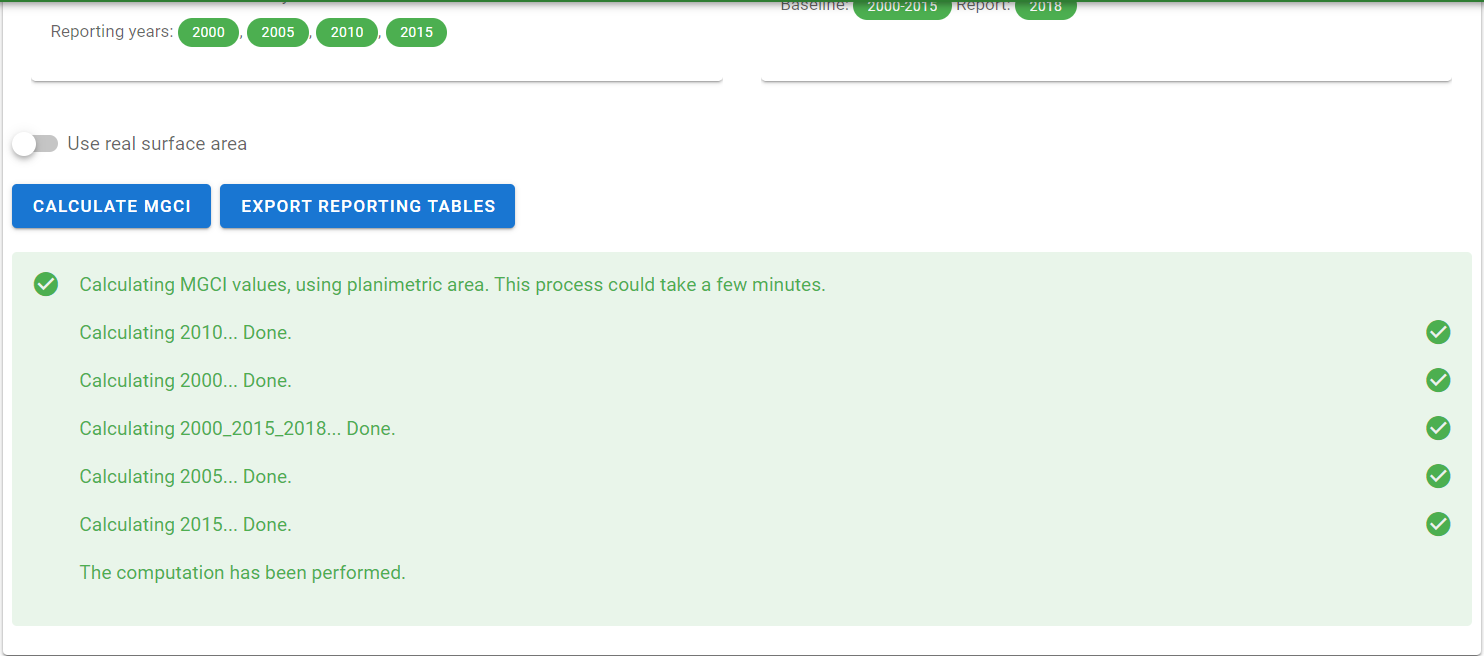 Baseline: 2000-2015 Report: 2018
Reporting years: 2000, 2005, 2010, 2015
Use real surface area
CALCULATE MGCI EXPORT REPORTING TABLES
Calculating MGCI values, using planimetric area. This process could take a few minutes.
Calculating 2010... Done.
Calculating 2000... Done.
Calculating 2000_2015_2018... Done.
Calculating 2005... Done.
Calculating 2015... Done.
The computation has been performed.